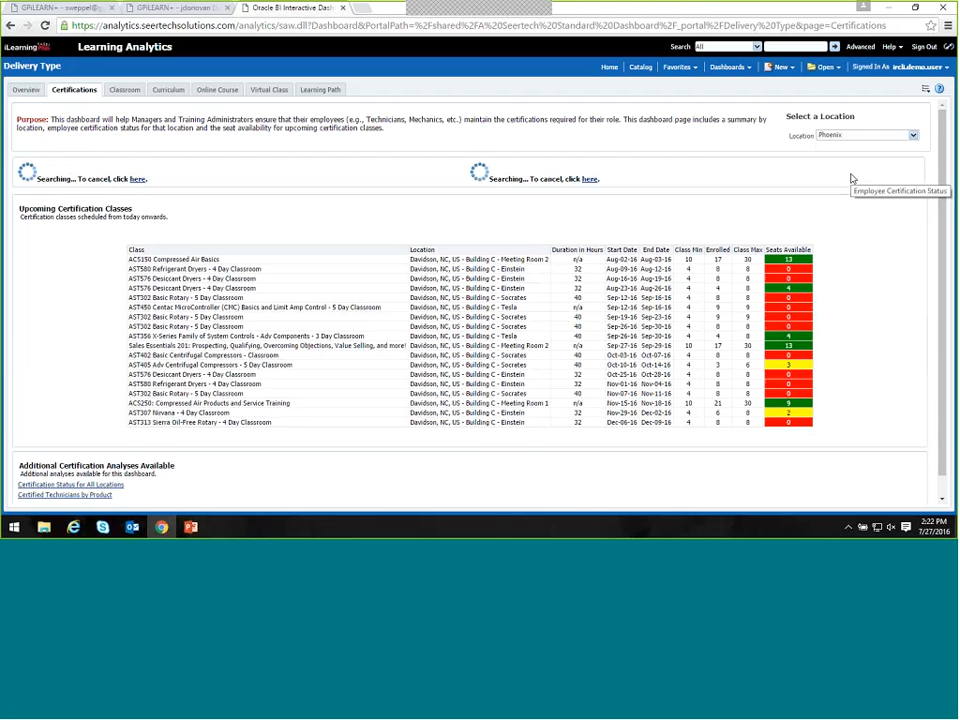 GPiLEARN+ - sweppel@g
GPiLEARN+ - jdonovan D
Oracle BI Interactive Dash
https://analytics.seertechsolutions.com/analytics/saw.dll?Dashboard&PortalPath=%2Fshared%2FA%20Seertech%20Standard%20Dashboard%2F_portal%2FDelivery%20Type&page=Certifications
Learning Analytics
Search All Advanced Help Sign Out
Delivery Type
Home Catalog Favorites Dashboards New Open Signed In As ircli.demo.user
Overview Certifications Classroom Curriculum Online Course Virtual Class Learning Path
Purpose: This dashboard will help Managers and Training Administrators ensure that their employees (e.g., Technicians, Mechanics, etc.) maintain the certifications required for their role. This dashboard page includes a summary by
location, employee certification status for that location and the seat availability for upcoming certification classes.
Select a Location
Location Phoenix
Searching... To cancel, click here.
Searching... To cancel, click here.
Employee Certification Status
Upcoming Certification Classes
Certification classes scheduled from today onwards.
Class Location Duration in Hours Start Date End Date Class Min Enrolled Class Max Seats Available
ACS150 Compressed Air Basics Davidson, NC, US - Building C - Meeting Room 2 n/a Aug-02-16 Aug-03-16 10 17 30 13
AST580 Refrigerant Dryers - 4 Day Classroom Davidson, NC, US - Building C - Einstein 32 Aug-09-16 Aug-12-16 4 8 8 0
AST576 Desiccant Dryers - 4 Day Classroom Davidson, NC, US - Building C - Einstein 32 Aug-16-16 Aug-19-16 4 8 8 0
AST576 Desiccant Dryers - 4 Day Classroom Davidson, NC, US - Building C - Einstein 32 Aug-23-16 Aug-26-16 4 4 8 4
AST302 Basic Rotary - 5 Day Classroom Davidson, NC, US - Building C - Socrates 40 Sep-12-16 Sep-16-16 4 8 8 0
AST450 Centac MicroController (CMC) Basics and Limit Amp Control - 5 Day Classroom Davidson, NC, US - Building C - Tesla n/a Sep-12-16 Sep-16-16 4 9 9 0
AST302 Basic Rotary - 5 Day Classroom Davidson, NC, US - Building C - Socrates 40 Sep-19-16 Sep-23-16 4 9 9 0
AST302 Basic Rotary - 5 Day Classroom Davidson, NC, US - Building C - Socrates 40 Sep-26-16 Sep-30-16 4 8 8 0
AST356 X-Series Family of System Controls - Adv Components - 3 Day Classroom Davidson, NC, US - Building C - Tesla 40 Sep-26-16 Sep-30-16 4 4 8 4
Sales Essentials 201: Prospecting, Qualifying, Overcoming Objections, Value Selling, and more! Davidson, NC, US - Building C - Meeting Room 2 n/a Sep-27-16 Sep-29-16 10 17 30 13
AST402 Basic Centrifugal Compressors - Classroom Davidson, NC, US - Building C - Socrates 40 Oct-03-16 Oct-07-16 4 8 8 0
AST405 Adv Centrifugal Compressors - 5 Day Classroom Davidson, NC, US - Building C - Socrates 40 Oct-10-16 Oct-14-16 4 3 6 3
AST576 Desiccant Dryers - 4 Day Classroom Davidson, NC, US - Building C - Einstein 32 Oct-25-16 Oct-28-16 4 8 8 0
AST580 Refrigerant Dryers - 4 Day Classroom Davidson, NC, US - Building C - Einstein 32 Nov-01-16 Nov-04-16 4 8 8 0
AST302 Basic Rotary - 5 Day Classroom Davidson, NC, US - Building C - Socrates 40 Nov-07-16 Nov-11-16 4 8 8 0
ACS250: Compressed Air Products and Service Training Davidson, NC, US - Building C - Meeting Room 1 n/a Nov-15-16 Nov-18-16 10 21 30 9
AST307 Nirvana - 4 Day Classroom Davidson, NC, US - Building C - Einstein 32 Nov-29-16 Dec-02-16 4 6 8 2
AST313 Sierra Oil-Free Rotary - 4 Day Classroom Davidson, NC, US - Building C - Einstein 32 Dec-06-16 Dec-09-16 4 8 8 0
Additional Certification Analyses Available
Additional analyses available for this dashboard.
Certification Status for All Locations
Certified Technicians by Product
2:22 PM
7/27/2016